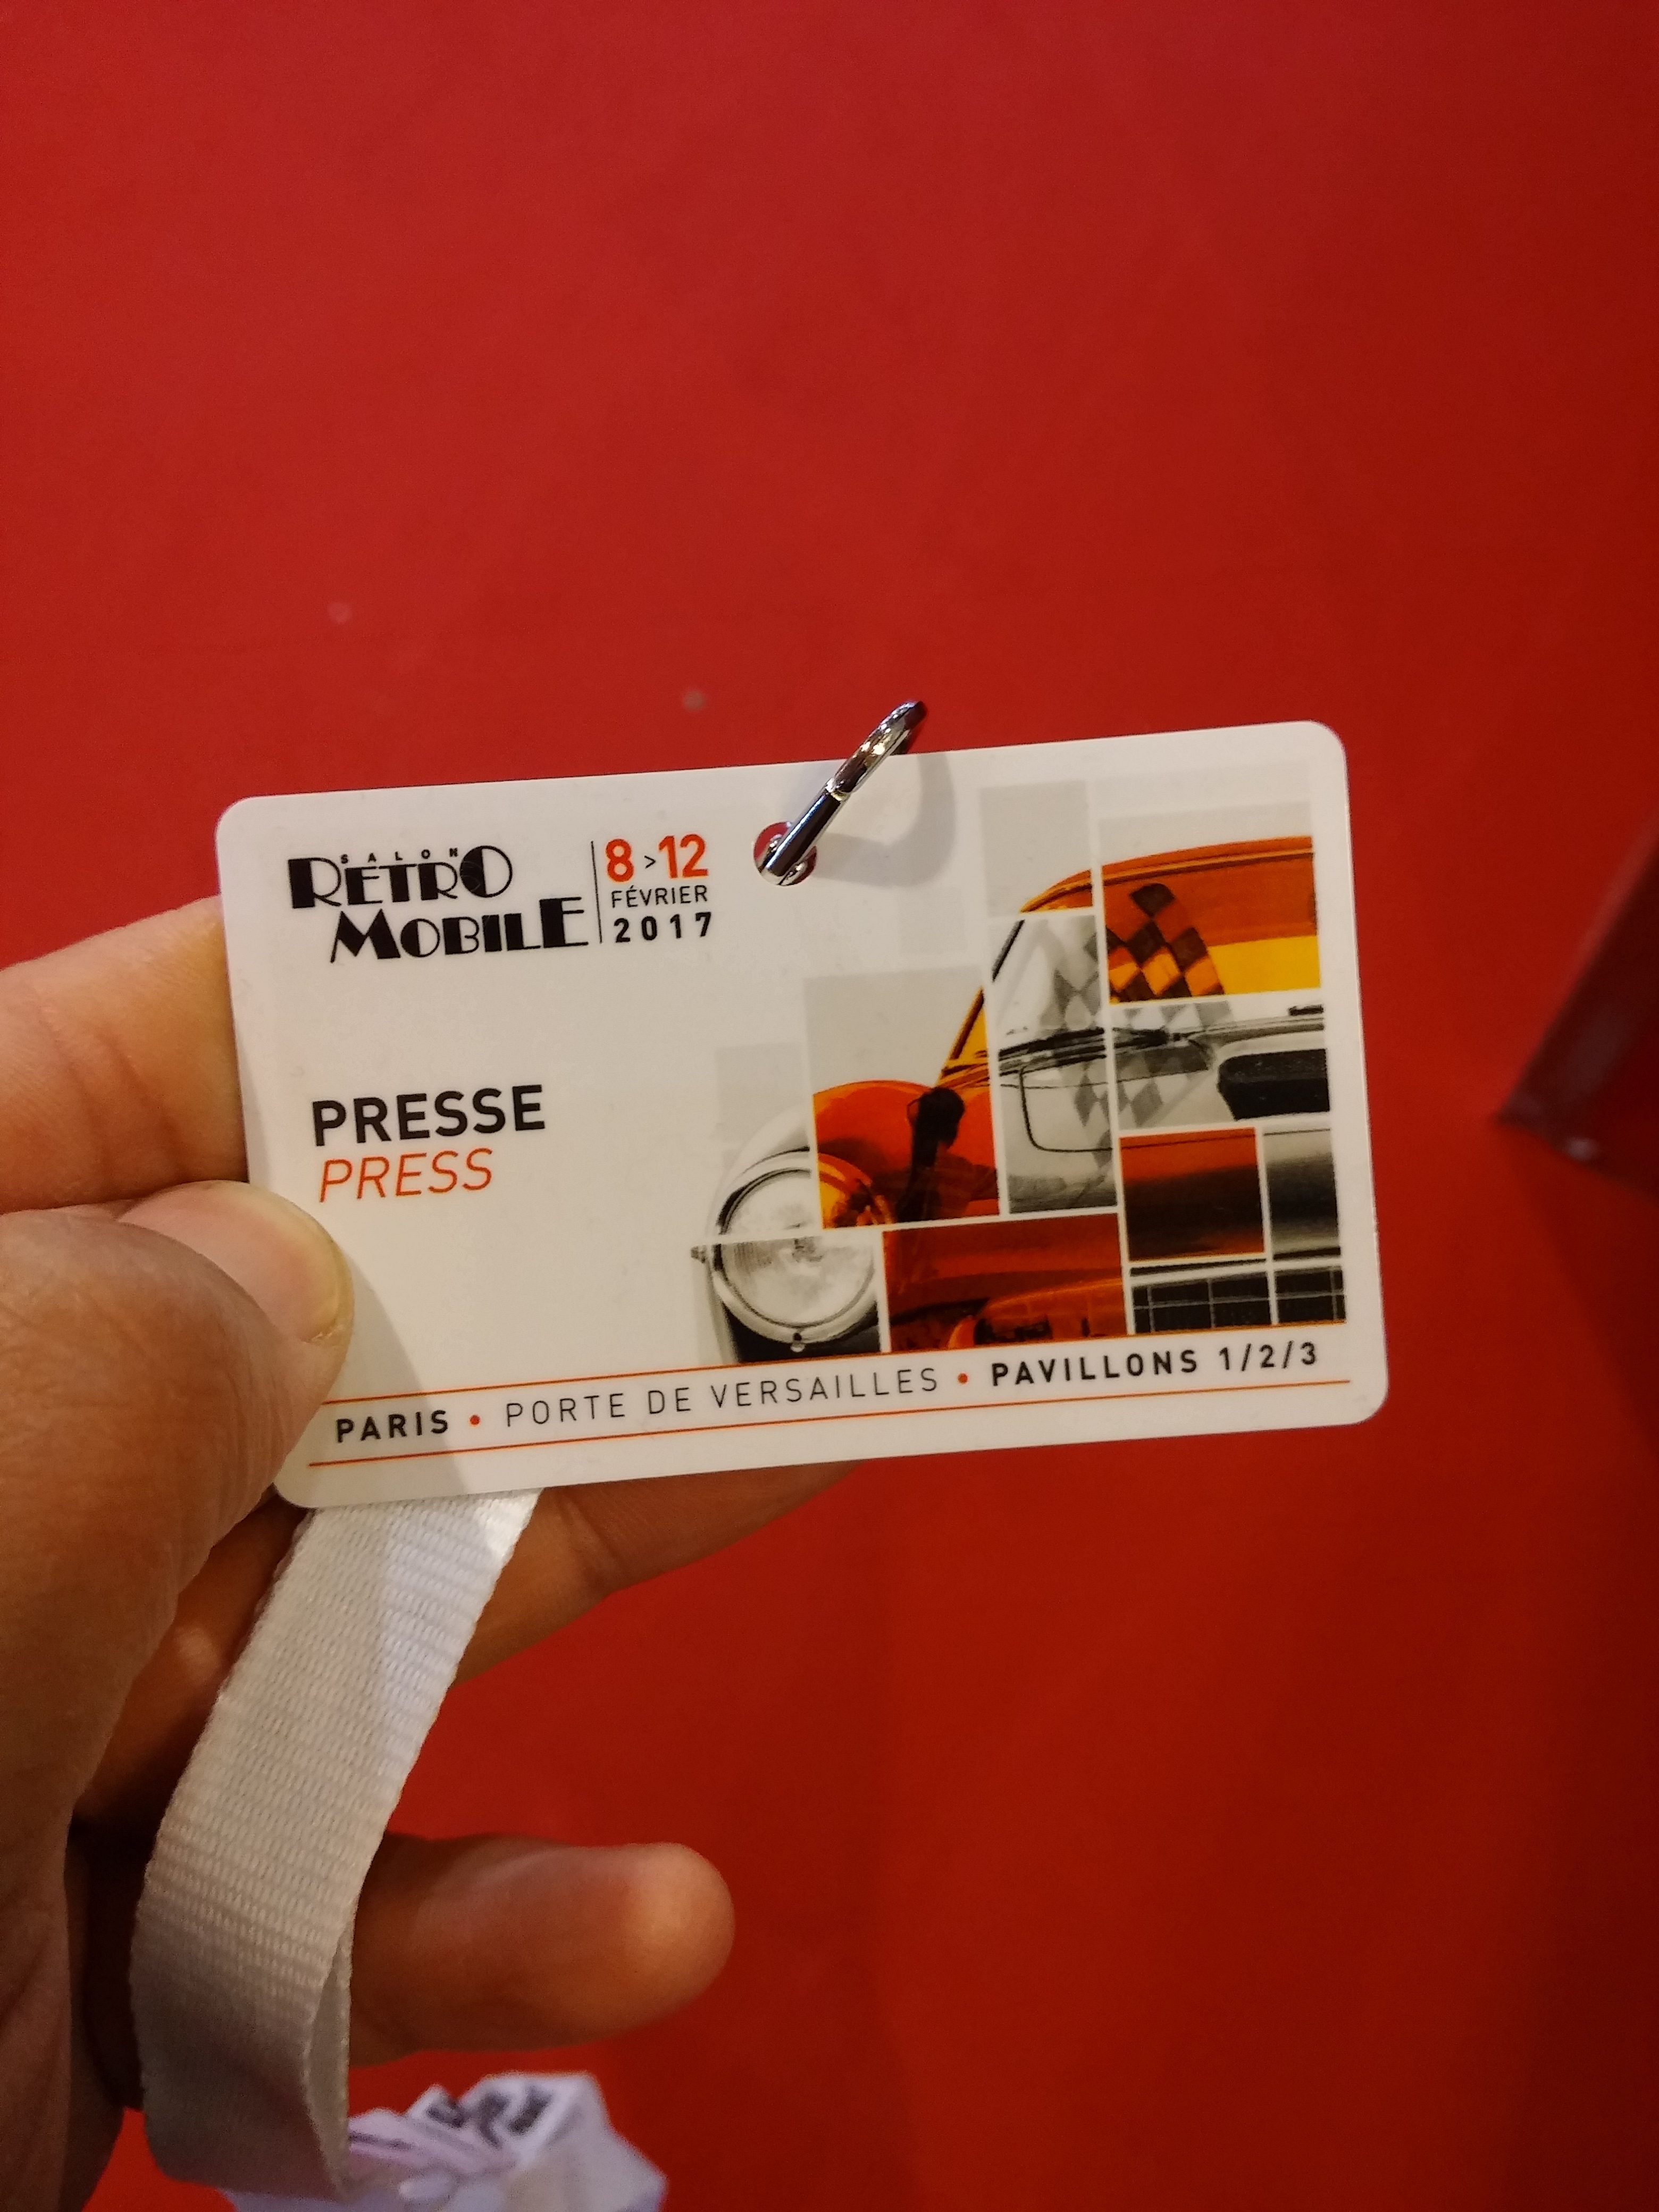 SALON
RETRO
MOBILE
8 > 12
FÉVRIER
2017
PRESSE
PRESS
PARIS • PORTE DE VERSAILLES • PAVILLONS 1/2/3